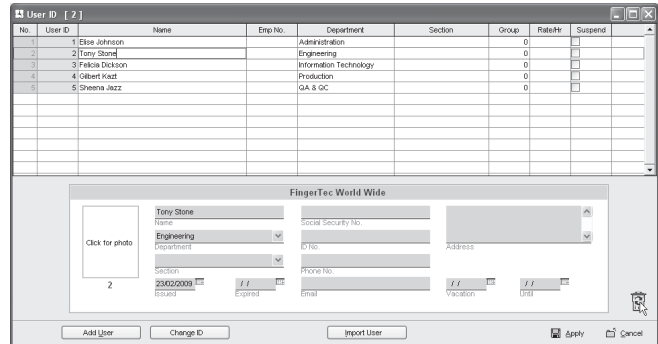 User ID [ 2 ]
No. User ID Name Emp No. Department Section Group Rate/Hr Suspend
1 1 Elise Johnson Administration 0
2 2 Tony Stone Engineering 0
3 3 Felicia Dickson Information Technology 0
4 4 Gilbert Kazt Production 0
5 5 Sheena Jazz QA & QC 0
FingerTec World Wide
Click for photo
2
Tony Stone
Name
Social Security No.
Engineering
Department
ID No.
Address
Section
Phone No.
23/02/2009 / / / / / /
Issued Expired Email Vacation Until
Add User Change ID Import User Apply Cancel